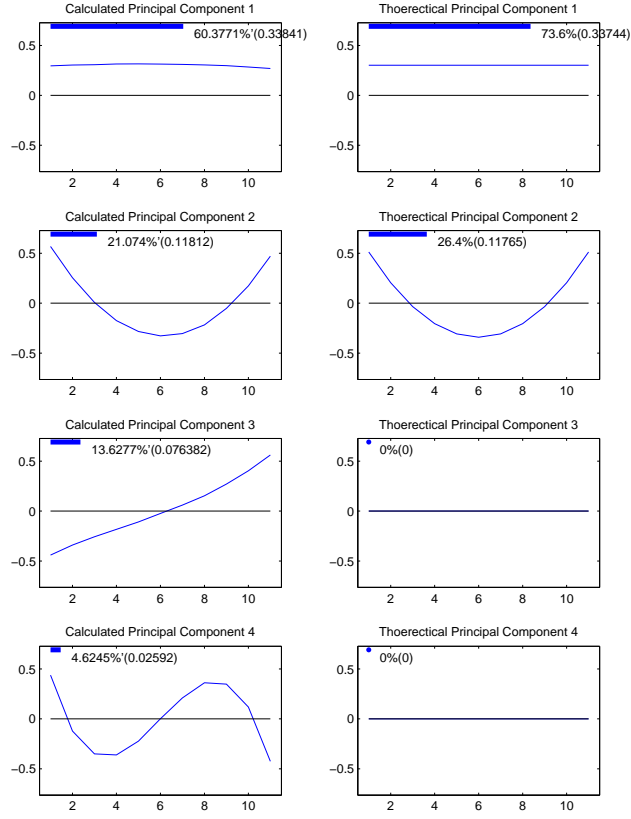 Calculated Principal Component 1
60.3771%'(0.33841)
0.5
0
−0.5
2 4 6 8 10
Thoerectical Principal Component 1
73.6%(0.33744)
0.5
0
−0.5
2 4 6 8 10
Calculated Principal Component 2
21.074%'(0.11812)
0.5
0
−0.5
2 4 6 8 10
Thoerectical Principal Component 2
26.4%(0.11765)
0.5
0
−0.5
2 4 6 8 10
Calculated Principal Component 3
13.6277%'(0.076382)
0.5
0
−0.5
2 4 6 8 10
Thoerectical Principal Component 3
0%(0)
0.5
0
−0.5
2 4 6 8 10
Calculated Principal Component 4
4.6245%'(0.02592)
0.5
0
−0.5
2 4 6 8 10
Thoerectical Principal Component 4
0%(0)
0.5
0
−0.5
2 4 6 8 10